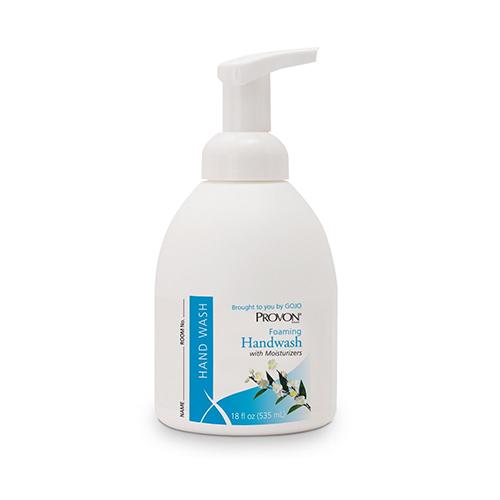 Brought to you by GOJO
PROVON®
Foaming
Handwash
with Moisturizers
18 fl oz (535 mL)
HAND WASH
NAME ROOM No.